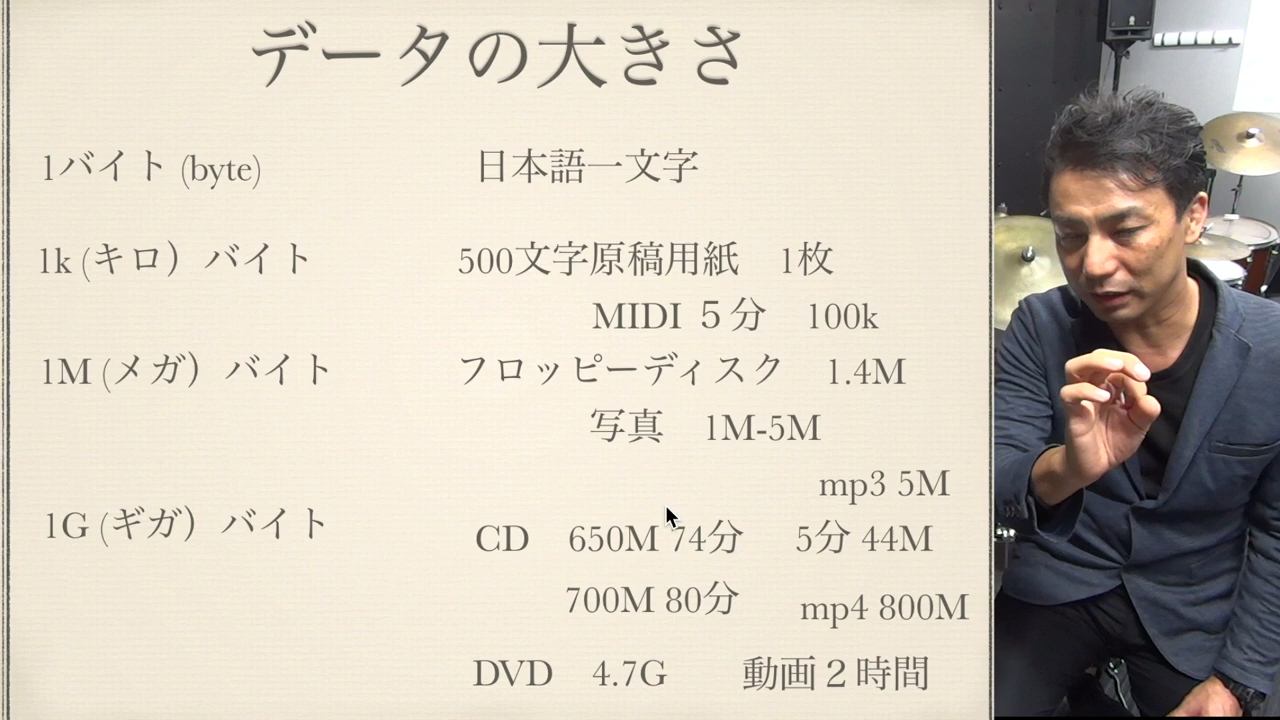 データの大きさ
1バイト (byte)　日本語一文字
1k (キロ）バイト　500文字原稿用紙　1枚
MIDI ５分　100k
1M (メガ）バイト　フロッピーディスク　1.4M
写真　1M-5M
mp3 5M
1G (ギガ）バイト
CD　650M 74分　5分 44M
700M 80分　mp4 800M
DVD　4.7G　動画２時間